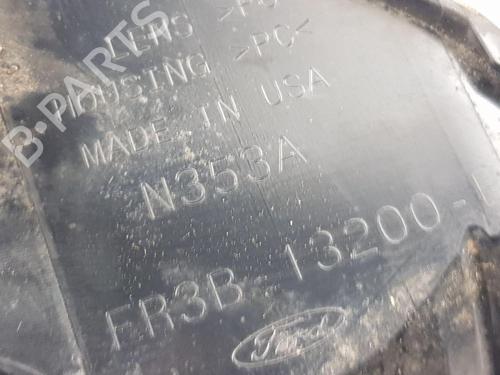 LENS >PC
HOUSING >PC<
MADE IN USA
N353A
FR3B-13200-
Ford
B-PARTS